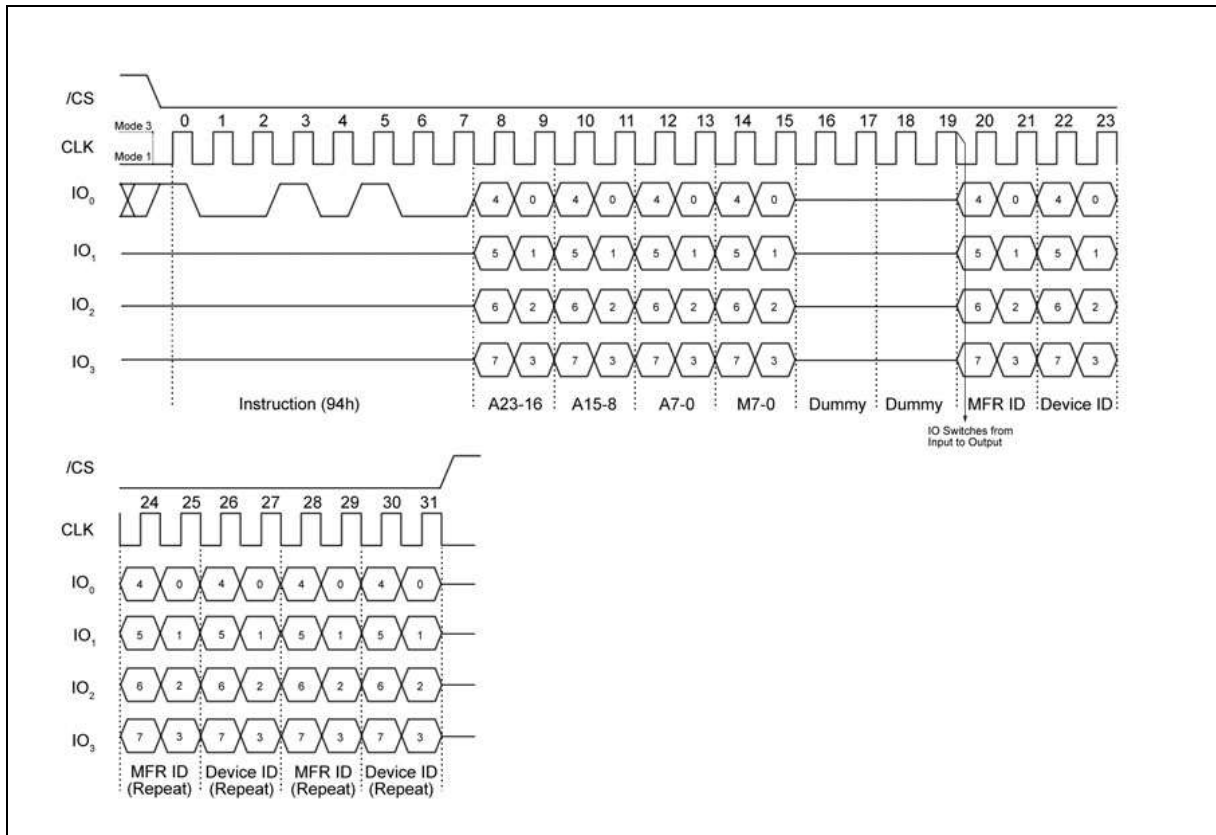 /CS
0 1 2 3 4 5 6 7 8 9 10 11 12 13 14 15 16 17 18 19 20 21 22 23
Mode 3
CLK
Mode 1
IO0 4 0 4 0 4 0 4 0 4 0 4 0
IO1 5 1 5 1 5 1 5 1 5 1 5 1
IO2 6 2 6 2 6 2 6 2 6 2 6 2
IO3 7 3 7 3 7 3 7 3 7 3 7 3
Instruction (94h) A23-16 A15-8 A7-0 M7-0 Dummy Dummy MFR ID Device ID
IO Switches from
Input to Output
/CS
24 25 26 27 28 29 30 31
CLK
IO0 4 0 4 0 4 0 4 0
IO1 5 1 5 1 5 1 5 1
IO2 6 2 6 2 6 2 6 2
IO3 7 3 7 3 7 3 7 3
MFR ID Device ID MFR ID Device ID
(Repeat) (Repeat) (Repeat) (Repeat)